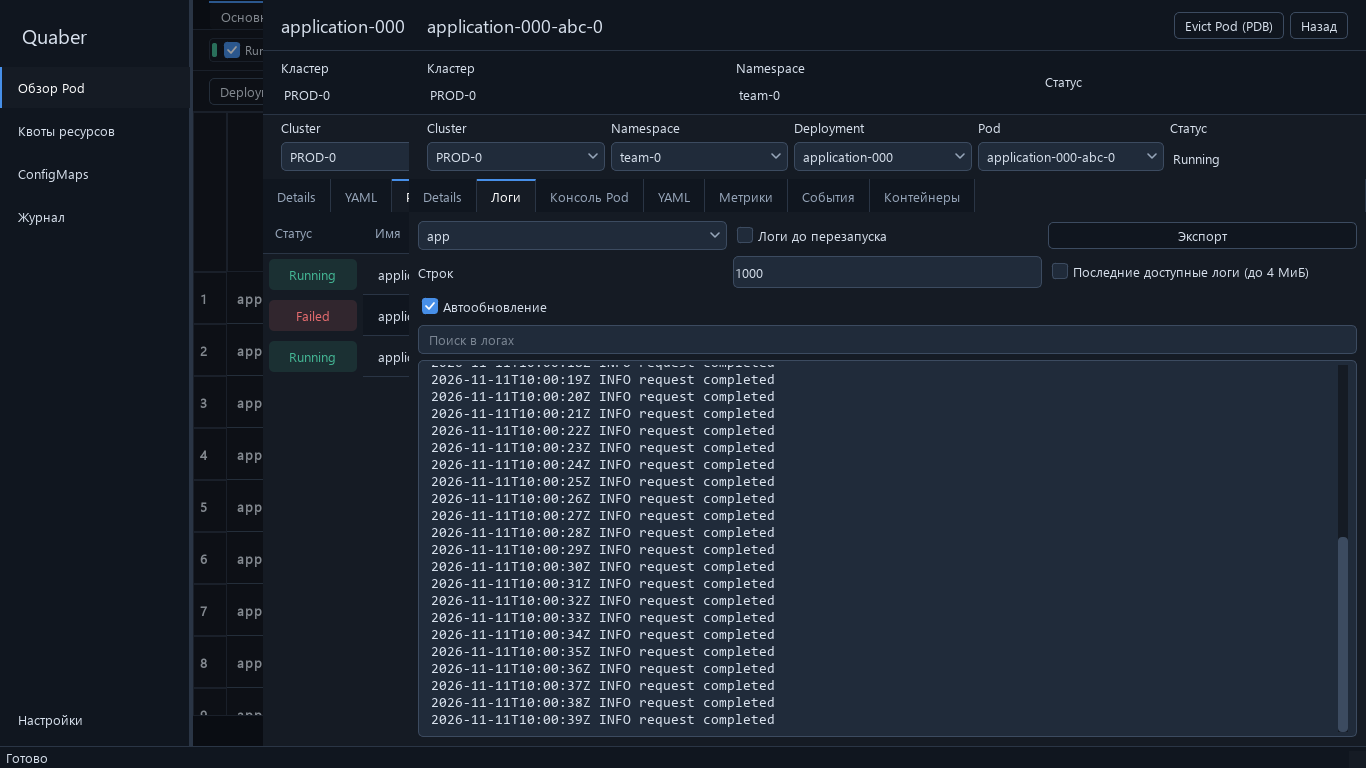 Quaber
Обзор Pod
Квоты ресурсов
ConfigMaps
Журнал
Настройки
Готово
1
2
3
4
5
6
7
8
app
app
app
app
app
app
app
app
application-000
Кластер
PROD-0
Cluster
PROD-0
Details YAML
Статус Имя
Running
Failed
Running
application-000-abc-0 Evict Pod (PDB) Назад
Кластер Namespace Статус
PROD-0 team-0
Cluster Namespace Deployment Pod Статус
PROD-0 team-0 application-000 application-000-abc-0 Running
Details Логи Консоль Pod YAML Метрики События Контейнеры
app Логи до перезапуска Экспорт
Строк 1000 Последние доступные логи (до 4 МиБ)
Автообновление
Поиск в логах
2026-11-11T10:00:19Z INFO request completed
2026-11-11T10:00:20Z INFO request completed
2026-11-11T10:00:21Z INFO request completed
2026-11-11T10:00:22Z INFO request completed
2026-11-11T10:00:23Z INFO request completed
2026-11-11T10:00:24Z INFO request completed
2026-11-11T10:00:25Z INFO request completed
2026-11-11T10:00:26Z INFO request completed
2026-11-11T10:00:27Z INFO request completed
2026-11-11T10:00:28Z INFO request completed
2026-11-11T10:00:29Z INFO request completed
2026-11-11T10:00:30Z INFO request completed
2026-11-11T10:00:31Z INFO request completed
2026-11-11T10:00:32Z INFO request completed
2026-11-11T10:00:33Z INFO request completed
2026-11-11T10:00:34Z INFO request completed
2026-11-11T10:00:35Z INFO request completed
2026-11-11T10:00:36Z INFO request completed
2026-11-11T10:00:37Z INFO request completed
2026-11-11T10:00:38Z INFO request completed
2026-11-11T10:00:39Z INFO request completed